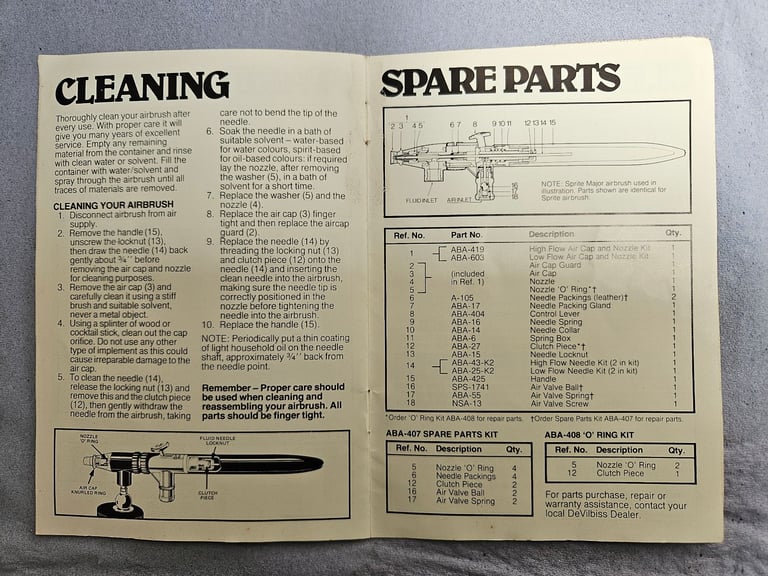 CLEANING
Thoroughly clean your airbrush after
every use. With proper care it will
give you many years of excellent
service. Empty any remaining
material from the container and rinse
with clean water or solvent. Fill the
container with water/solvent and
spray through the airbrush until all
traces of materials are removed.
CLEANING YOUR AIRBRUSH
1. Disconnect airbrush from air
supply.
2. Remove the handle (15),
unscrew the locknut (13),
then draw the needle (14) back
gently about ¾'' before
removing the air cap and nozzle
for cleaning purposes.
3. Remove the air cap (3) and
carefully clean it using a stiff
brush and suitable solvent,
never a metal object.
4. Using a splinter of wood or
cocktail stick, clean out the cap
orifice. Do not use any other
type of implement as this could
cause irreparable damage to the
air cap.
5. To clean the needle (14),
release the locking nut (13) and
remove this and the clutch piece
(12), then gently withdraw the
needle from the airbrush, taking
care not to bend the tip of the
needle.
6. Soak the needle in a bath of
suitable solvent – water-based
for water colours, spirit-based
for oil-based colours: if required
lay the nozzle, after removing
the washer (5), in a bath of
solvent for a short time.
7. Replace the washer (5) and the
nozzle (4).
8. Replace the air cap (3) finger
tight and then replace the aircap
guard (2).
9. Replace the needle (14) by
threading the locking nut (13)
and clutch piece (12) onto the
needle (14) and inserting the
clean needle into the airbrush,
making sure the needle tip is
correctly positioned in the
nozzle before tightening the
needle into the airbrush.
10. Replace the handle (15).
NOTE: Periodically put a thin coating
of light household oil on the needle
shaft, approximately ¾'' back from
the needle point.
Remember – Proper care should
be used when cleaning and
reassembling your airbrush. All
parts should be finger tight.
NOZZLE
'O' RING
FLUID NEEDLE
LOCKNUT
AIR CAP
KNURLED RING
CLUTCH
PIECE
SPARE PARTS
1
2 3 4 5 6 7 8 9 10 11 12 13 14 15
FLUID INLET
AIR INLET
NOTE: Sprite Major airbrush used in
illustration. Parts shown are identical for
Sprite airbrush.
Ref. No. Part No. Description Qty.
1 ABA-419 High Flow Air Cap and Nozzle Kit 1
ABA-603 Low Flow Air Cap and Nozzle Kit 1
2 Air Cap Guard 1
3 (included Air Cap 1
4 in Ref. 1) Nozzle 1
5 Nozzle 'O' Ring*† 1
6 A-105 Needle Packings (leather)† 2
7 ABA-17 Needle Packing Gland 1
8 ABA-404 Control Lever 1
9 ABA-16 Needle Spring 1
10 ABA-14 Needle Collar 1
11 ABA-6 Spring Box 1
12 ABA-27 Clutch Piece*† 1
13 ABA-15 Needle Locknut 1
14 ABA-43-K2 High Flow Needle Kit (2 in kit) 1
ABA-25-K2 Low Flow Needle Kit (2 in kit) 1
15 ABA-425 Handle 1
16 SPS-1741 Air Valve Ball† 1
17 ABA-55 Air Valve Spring† 1
18 NSA-13 Air Valve Screw 1
*Order 'O' Ring Kit ABA-408 for repair parts. †Order Spare Parts Kit ABA-407 for repair parts.
ABA-407 SPARE PARTS KIT
Ref. No. Description Qty.
5 Nozzle 'O' Ring 4
6 Needle Packings 4
12 Clutch Piece 2
16 Air Valve Ball 2
17 Air Valve Spring 2
ABA-408 'O' RING KIT
Ref. No. Description Qty.
5 Nozzle 'O' Ring 2
12 Clutch Piece 1
For parts purchase, repair or
warranty assistance, contact your
local DeVilbiss Dealer.